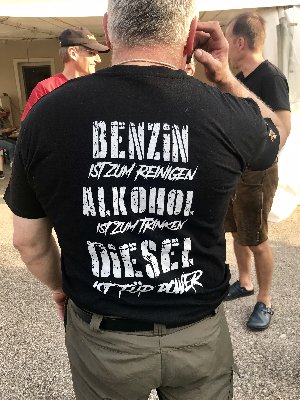 BENZIN
IST ZUM REINIGEN
ALKOHOL
IST ZUM TRINKEN
DIESEL
IST FÜR POWER